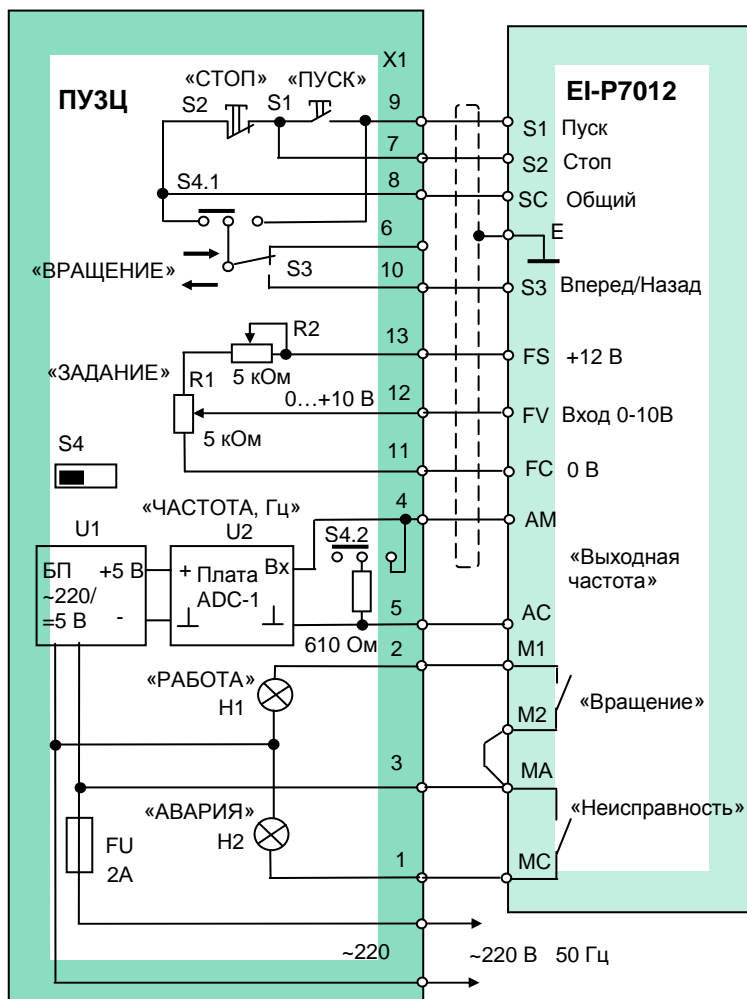 X1
«СТОП» «ПУСК»
EI-P7012
ПУЗЦ
S2 S1 9
S1 Пуск
7
S2 Стоп
S4.1 8
SC Общий
6
E
«ВРАЩЕНИЕ» S3
10
S3 Вперед/Назад
R2 13
FS +12 В
«ЗАДАНИЕ» 5 кОм
R1 0…+10 В 12
FV Вход 0-10В
5 кОм
S4 11
FC 0 В
«ЧАСТОТА, Гц» 4
U1 U2 S4.2
AM
БП +5 В + Плата Вх
~220/ ADC-1
=5 В -
«Выходная
частота»
5
AC
610 Ом 2
M1
«РАБОТА»
H1
«Вращение»
M2
3
MA
«АВАРИЯ»
H2
«Неисправность»
FU
2А
1
MC
~220 ~220 В 50 Гц